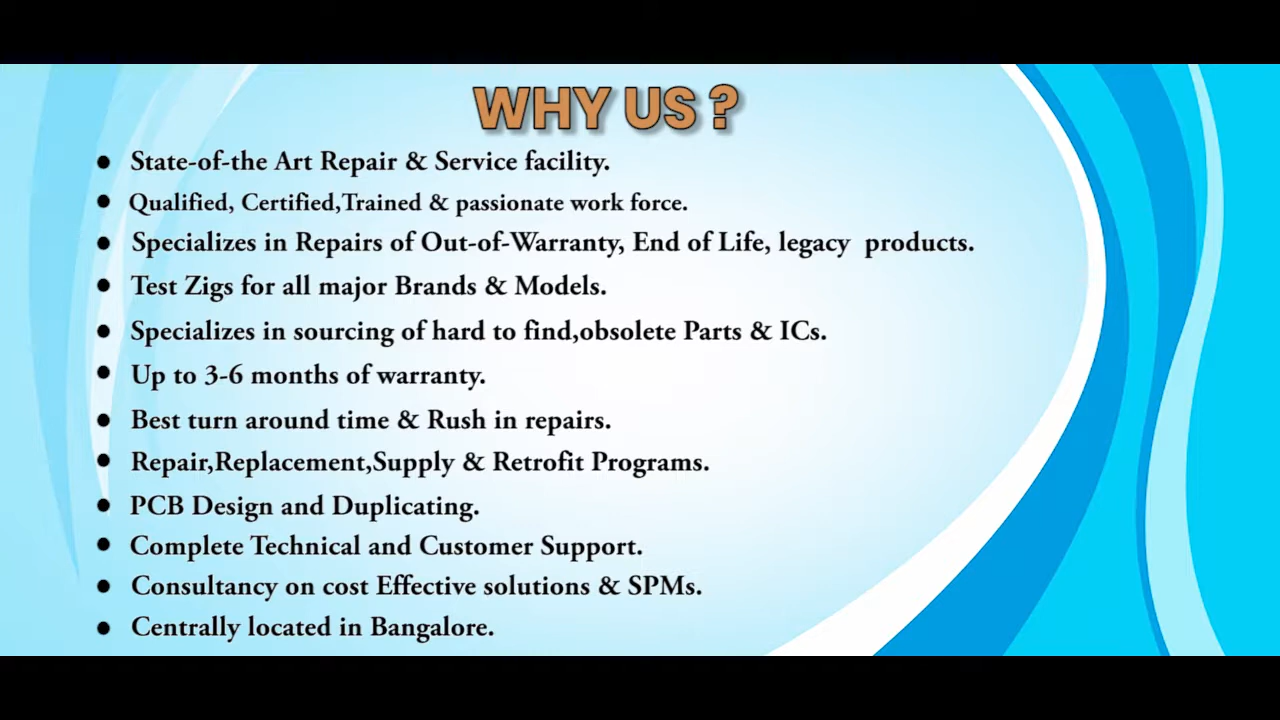 WHY US ?
● State-of-the Art Repair & Service facility.
● Qualified, Certified,Trained & passionate work force.
● Specializes in Repairs of Out-of-Warranty, End of Life, legacy  products.
● Test Zigs for all major Brands & Models.
● Specializes in sourcing of hard to find,obsolete Parts & ICs.
● Up to 3-6 months of warranty.
● Best turn around time & Rush in repairs.
● Repair,Replacement,Supply & Retrofit Programs.
● PCB Design and Duplicating.
● Complete Technical and Customer Support.
● Consultancy on cost Effective solutions & SPMs.
● Centrally located in Bangalore.